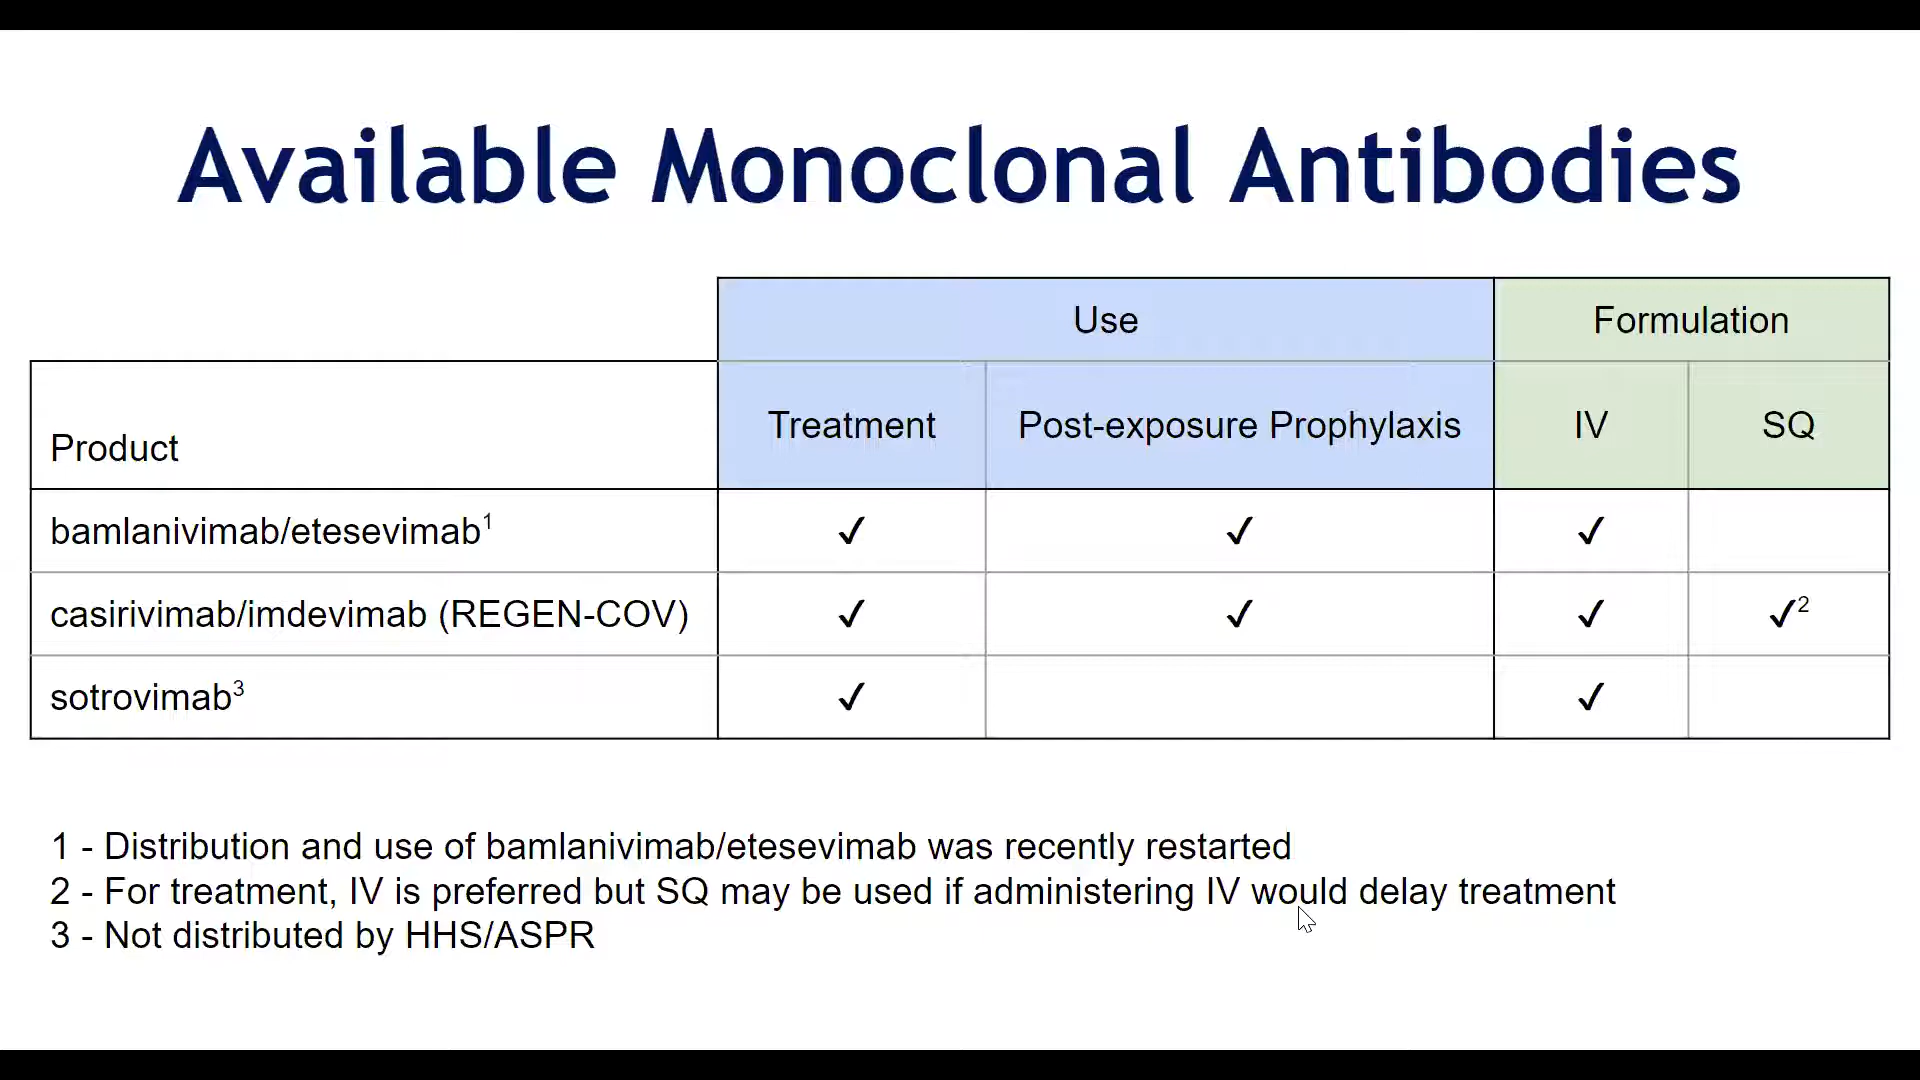 Available Monoclonal Antibodies
Use Formulation
Product Treatment Post-exposure Prophylaxis IV SQ
bamlanivimab/etesevimab¹ ✓ ✓ ✓
casirivimab/imdevimab (REGEN-COV) ✓ ✓ ✓ ✓²
sotrovimab³ ✓ ✓
1 - Distribution and use of bamlanivimab/etesevimab was recently restarted
2 - For treatment, IV is preferred but SQ may be used if administering IV would delay treatment
3 - Not distributed by HHS/ASPR